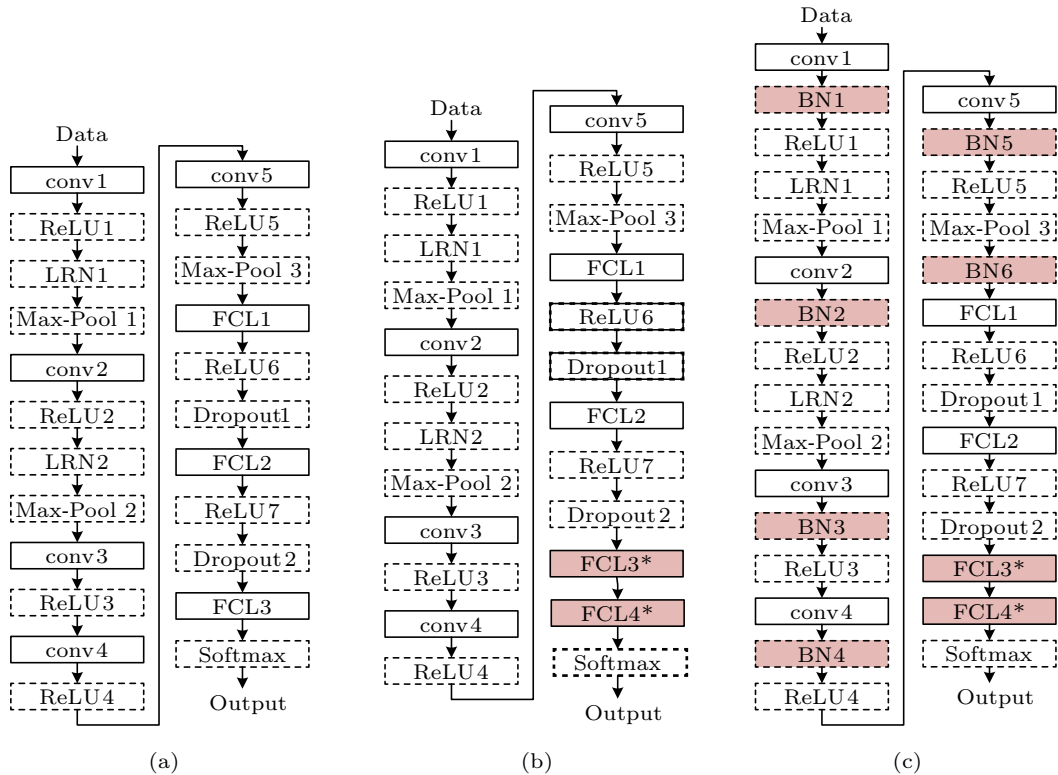 Data
conv1
ReLU1
LRN1
Max-Pool 1
conv2
ReLU2
LRN2
Max-Pool 2
conv3
ReLU3
conv4
ReLU4
conv5
ReLU5
Max-Pool 3
FCL1
ReLU6
Dropout1
FCL2
ReLU7
Dropout2
FCL3
Softmax
Output
(a)
Data
conv1
ReLU1
LRN1
Max-Pool 1
conv2
ReLU2
LRN2
Max-Pool 2
conv3
ReLU3
conv4
ReLU4
conv5
ReLU5
Max-Pool 3
FCL1
ReLU6
Dropout1
FCL2
ReLU7
Dropout2
FCL3*
FCL4*
Softmax
Output
(b)
Data
conv1
BN1
ReLU1
LRN1
Max-Pool 1
conv2
BN2
ReLU2
LRN2
Max-Pool 2
conv3
BN3
ReLU3
conv4
BN4
ReLU4
conv5
BN5
ReLU5
Max-Pool 3
BN6
FCL1
ReLU6
Dropout1
FCL2
ReLU7
Dropout2
FCL3*
FCL4*
Softmax
Output
(c)